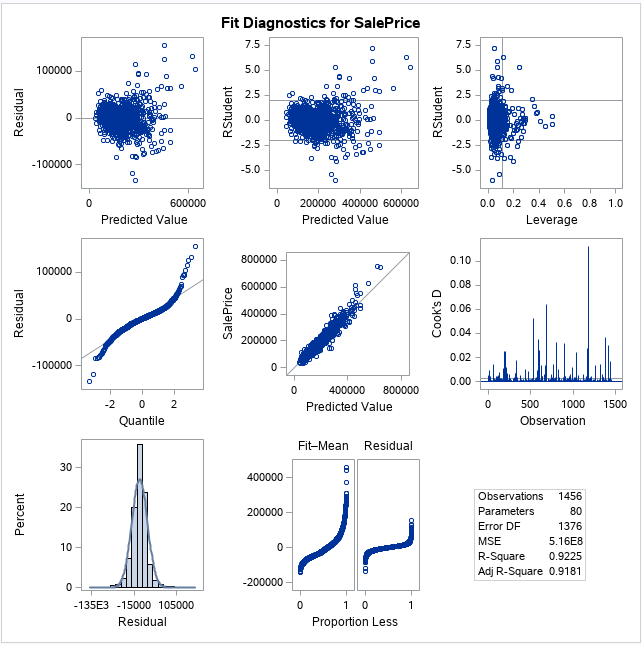 Fit Diagnostics for SalePrice
Residual
100000
0
-100000
0
600000
Predicted Value
RStudent
7.5
5.0
2.5
0.0
-2.5
-5.0
0
200000
400000
600000
Predicted Value
RStudent
7.5
5.0
2.5
0.0
-2.5
-5.0
0.0
0.2
0.4
0.6
0.8
1.0
Leverage
Residual
100000
0
-100000
-2
0
2
Quantile
SalePrice
800000
600000
400000
200000
0
0
400000
800000
Predicted Value
Cook's D
0.10
0.08
0.06
0.04
0.02
0.00
0
500
1000
1500
Observation
Percent
30
20
10
0
-135E3
-15000
105000
Residual
Fit–Mean
Residual
400000
200000
0
-200000
0
1
0
1
Proportion Less
Observations 1456
Parameters 80
Error DF 1376
MSE 5.16E8
R-Square 0.9225
Adj R-Square 0.9181